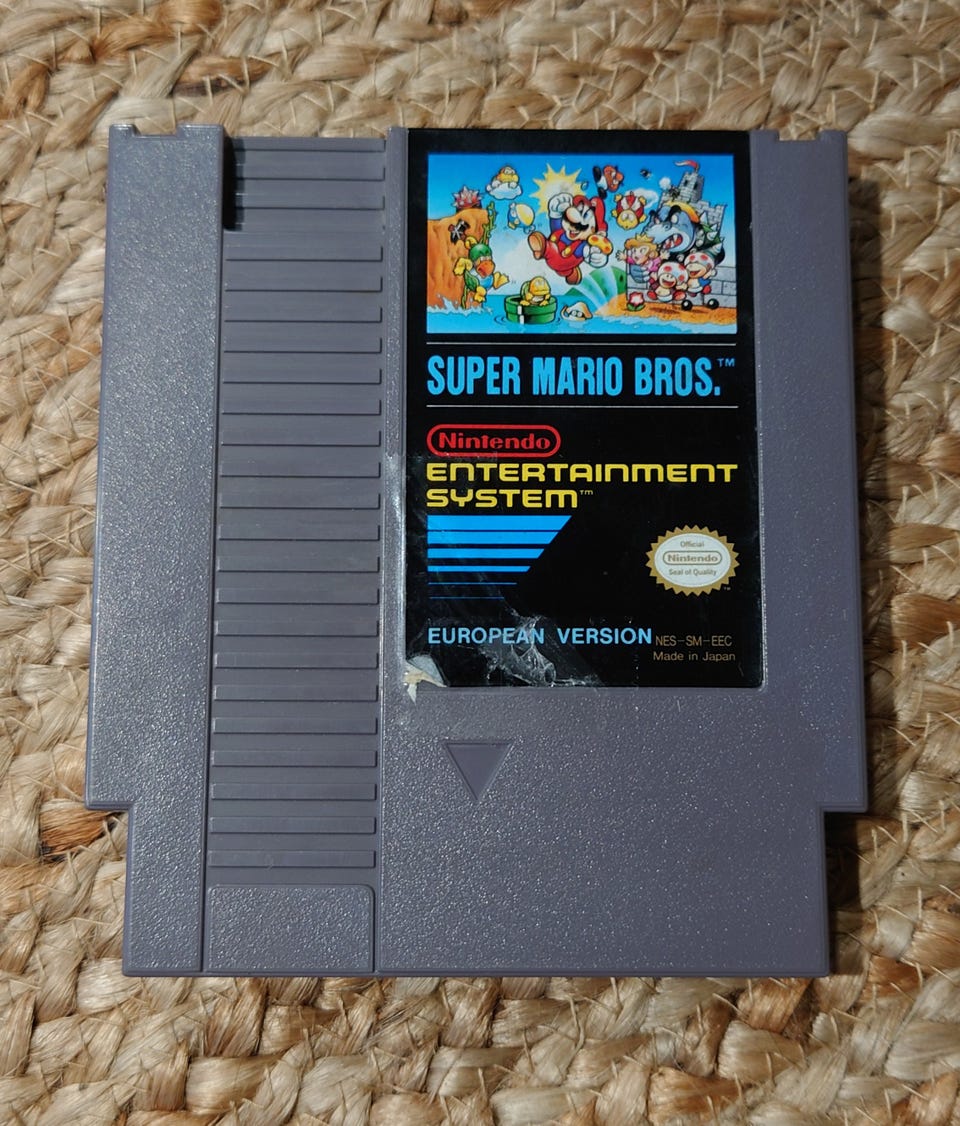 SUPER MARIO BROS.™
Nintendo
ENTERTAINMENT
SYSTEM™
Official
Nintendo
Seal of Quality
™
EUROPEAN VERSION NES-SM-EEC
Made in Japan